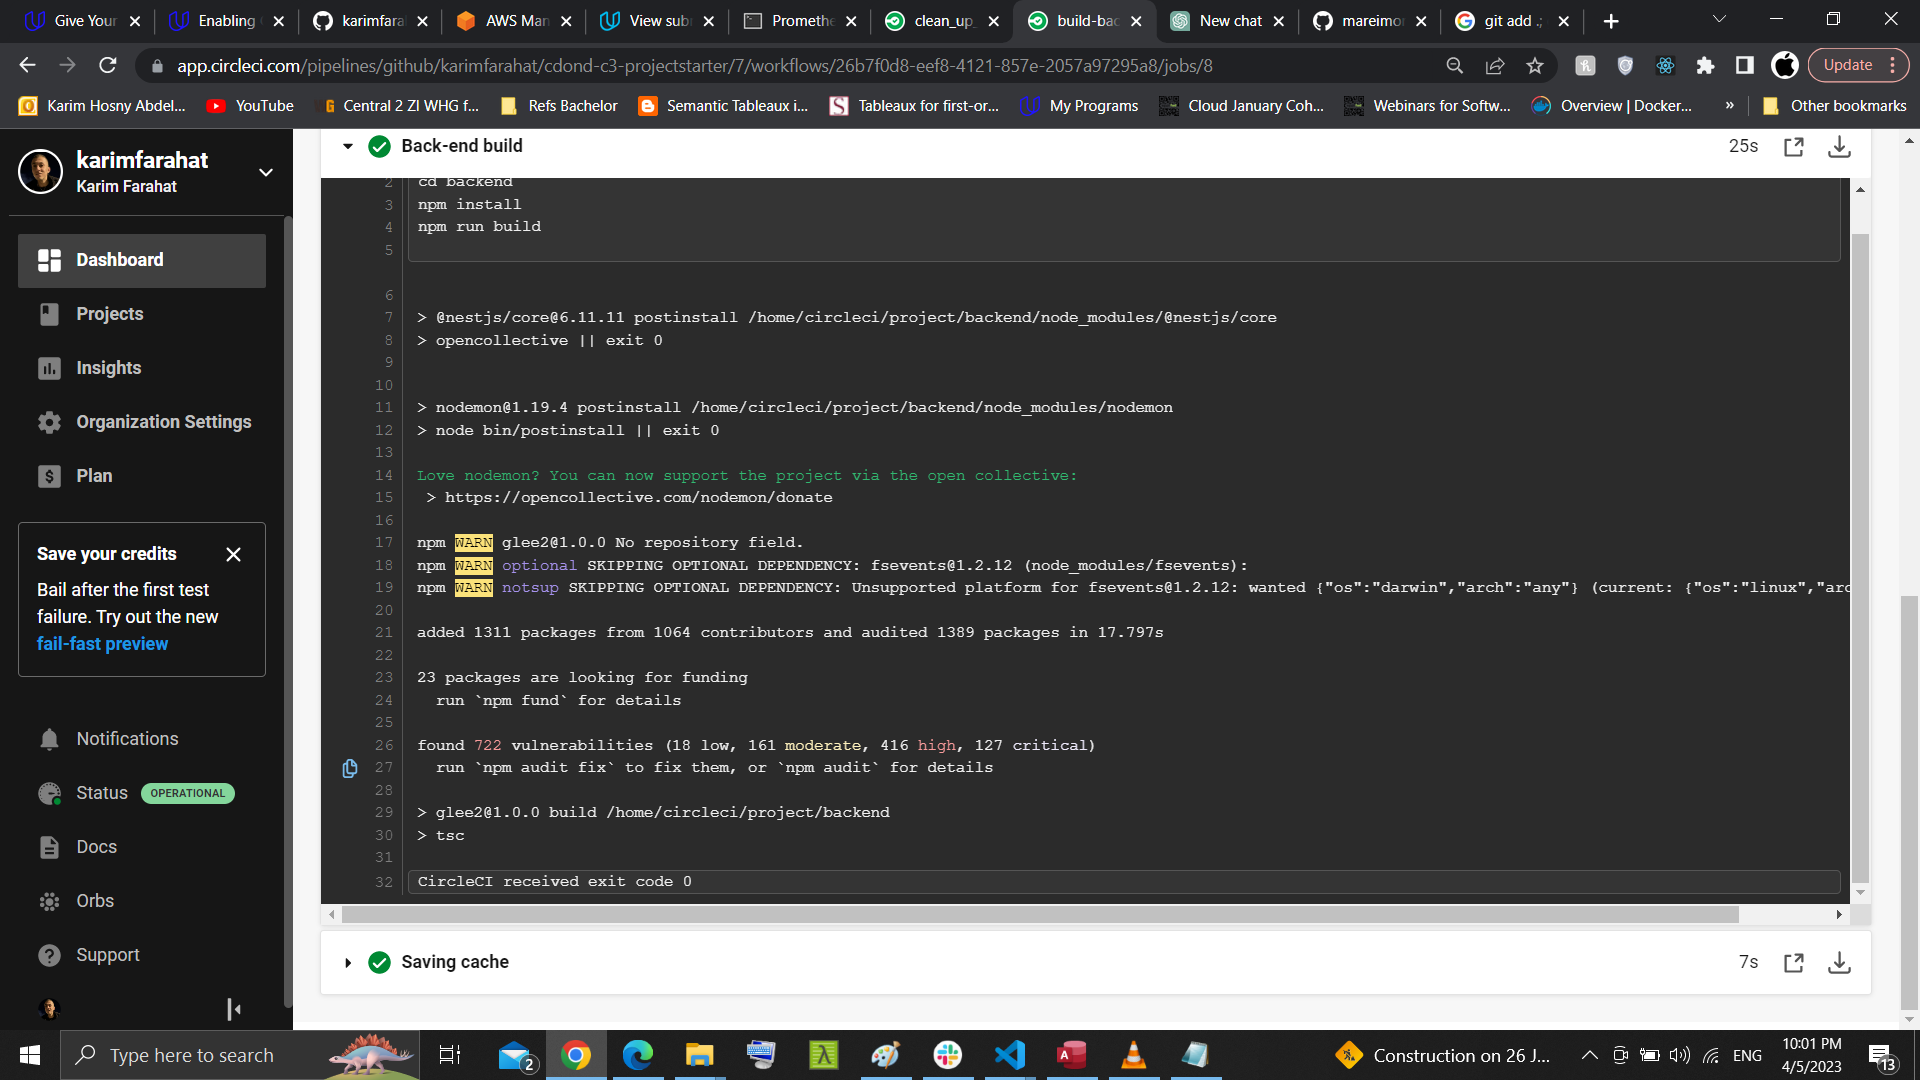 Give Your
Enabling
karimfara
AWS Man
View sub
Prometh
clean_up_
build-bac
New chat
mareimo
git add .;
app.circleci.com/pipelines/github/karimfarahat/cdond-c3-projectstarter/7/workflows/26b7f0d8-eef8-4121-857e-2057a97295a8/jobs/8
Update
Karim Hosny Abdel...
YouTube
Central 2 ZI WHG f...
Refs Bachelor
Semantic Tableaux i...
Tableaux for first-or...
My Programs
Cloud January Coh...
Webinars for Softw...
Overview | Docker...
»
Other bookmarks
karimfarahat
Karim Farahat
Dashboard
Projects
Insights
Organization Settings
Plan
Save your credits
Bail after the first test
failure. Try out the new
fail-fast preview
Notifications
Status OPERATIONAL
Docs
Orbs
Support
Back-end build
25s
2 cd backend
3 npm install
4 npm run build
5
6
7 > @nestjs/core@6.11.11 postinstall /home/circleci/project/backend/node_modules/@nestjs/core
8 > opencollective || exit 0
9
10
11 > nodemon@1.19.4 postinstall /home/circleci/project/backend/node_modules/nodemon
12 > node bin/postinstall || exit 0
13
14 Love nodemon? You can now support the project via the open collective:
15 > https://opencollective.com/nodemon/donate
16
17 npm WARN glee2@1.0.0 No repository field.
18 npm WARN optional SKIPPING OPTIONAL DEPENDENCY: fsevents@1.2.12 (node_modules/fsevents):
19 npm WARN notsup SKIPPING OPTIONAL DEPENDENCY: Unsupported platform for fsevents@1.2.12: wanted {"os":"darwin","arch":"any"} (current: {"os":"linux","arc
20
21 added 1311 packages from 1064 contributors and audited 1389 packages in 17.797s
22
23 23 packages are looking for funding
24 run `npm fund` for details
25
26 found 722 vulnerabilities (18 low, 161 moderate, 416 high, 127 critical)
27 run `npm audit fix` to fix them, or `npm audit` for details
28
29 > glee2@1.0.0 build /home/circleci/project/backend
30 > tsc
31
32 CircleCI received exit code 0
Saving cache
7s
Type here to search
2
Construction on 26 J...
ENG
10:01 PM
4/5/2023
13